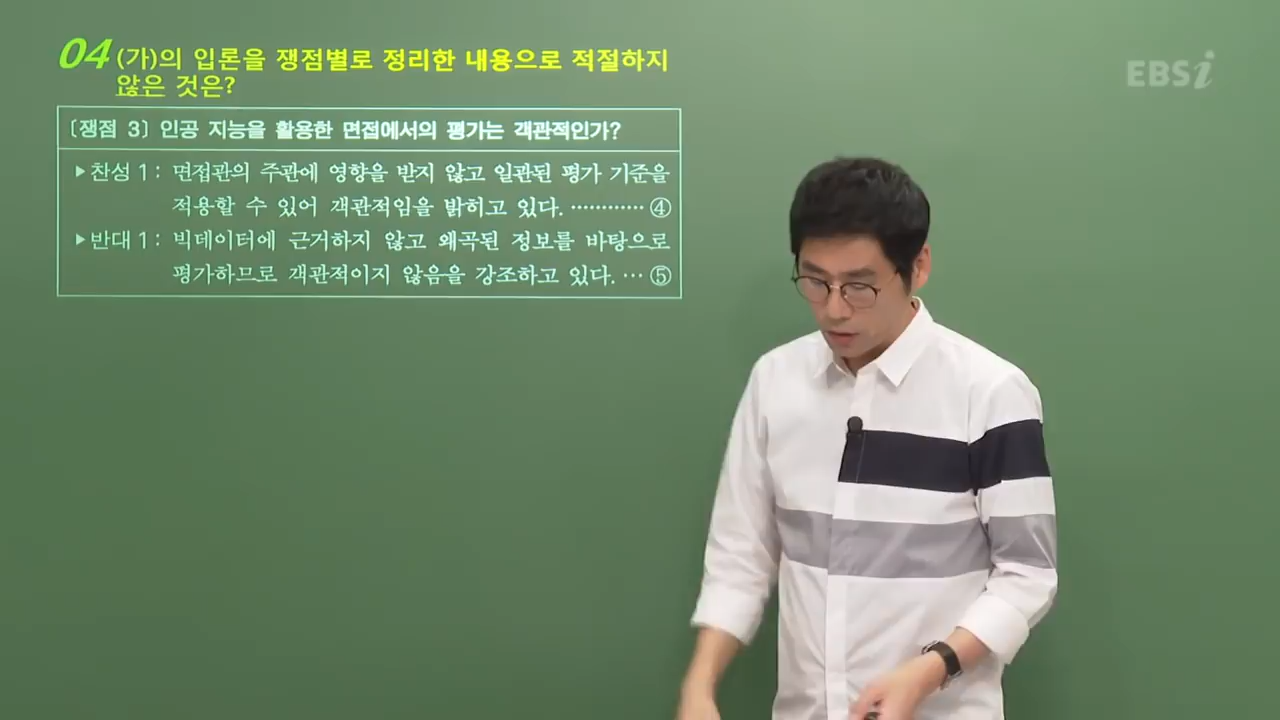 04 (가)의 입론을 쟁점별로 정리한 내용으로 적절하지
않은 것은?
EBSi
〔쟁점 3〕 인공 지능을 활용한 면접에서의 평가는 객관적인가?
▶찬성 1 : 면접관의 주관에 영향을 받지 않고 일관된 평가 기준을
적용할 수 있어 객관적임을 밝히고 있다. ………… ④
▶반대 1 : 빅데이터에 근거하지 않고 왜곡된 정보를 바탕으로
평가하므로 객관적이지 않음을 강조하고 있다. … ⑤